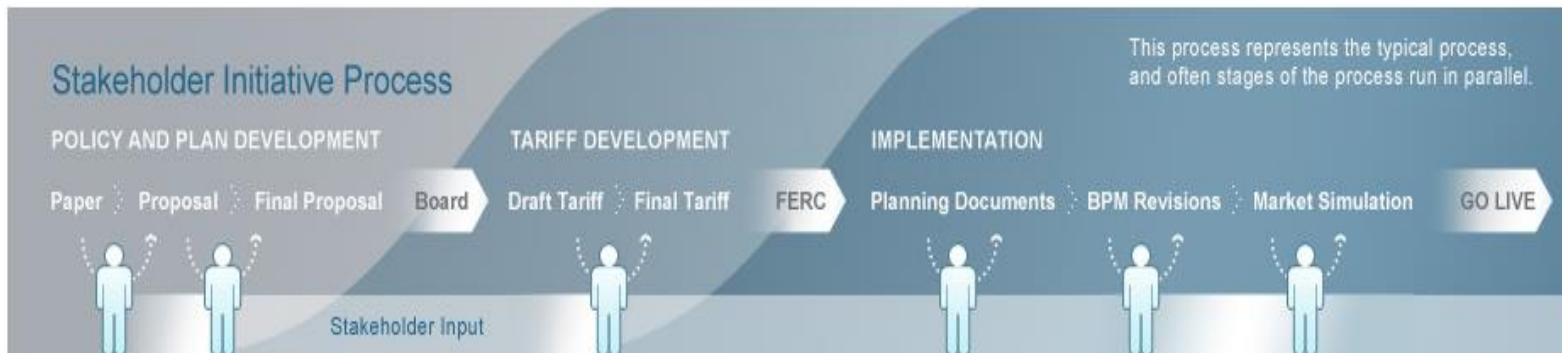 This process represents the typical process,
and often stages of the process run in parallel.
Stakeholder Initiative Process
POLICY AND PLAN DEVELOPMENT TARIFF DEVELOPMENT IMPLEMENTATION
Paper Proposal Final Proposal Board Draft Tariff Final Tariff FERC Planning Documents BPM Revisions Market Simulation GO LIVE
Stakeholder Input